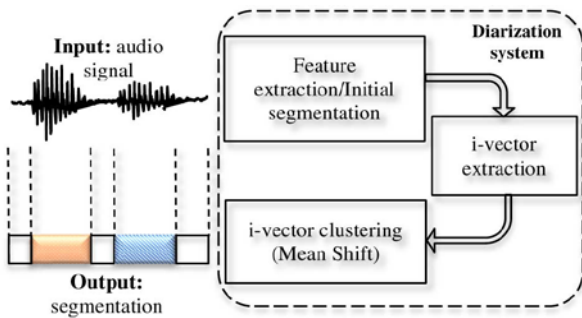 Input: audio
signal
Output:
segmentation
Diarization
system
Feature
extraction/Initial
segmentation
i-vector
extraction
i-vector clustering
(Mean Shift)